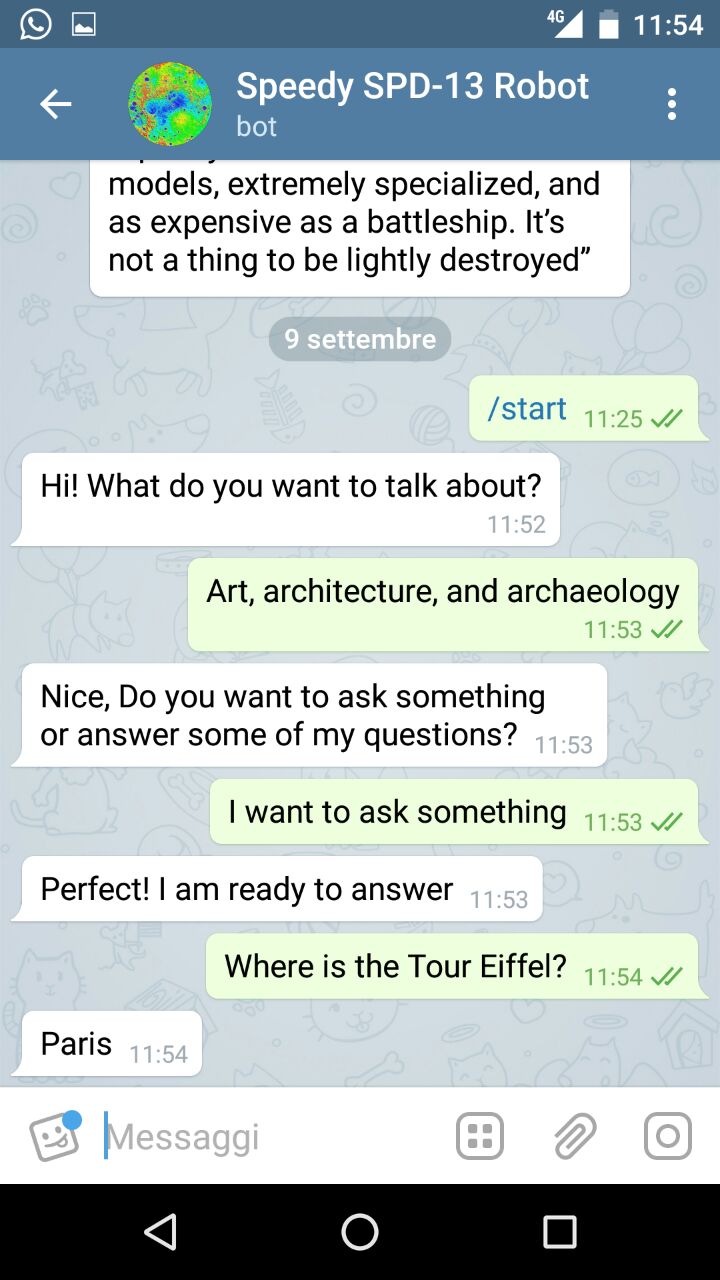 4G 11:54
Speedy SPD-13 Robot
bot
models, extremely specialized, and
as expensive as a battleship. It’s
not a thing to be lightly destroyed”
9 settembre
/start 11:25
Hi! What do you want to talk about?
11:52
Art, architecture, and archaeology
11:53
Nice, Do you want to ask something
or answer some of my questions? 11:53
I want to ask something 11:53
Perfect! I am ready to answer 11:53
Where is the Tour Eiffel? 11:54
Paris 11:54
Messaggi